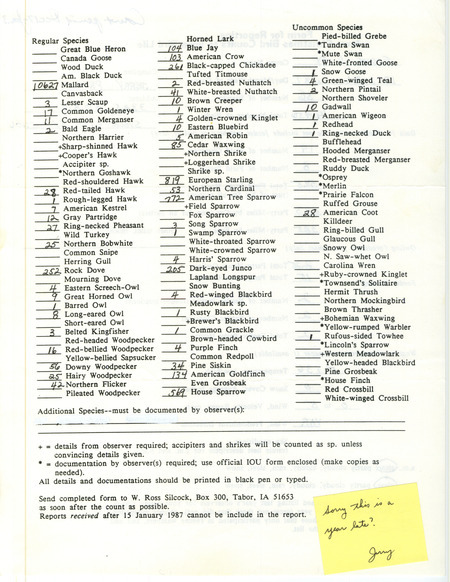 Regular Species
Great Blue Heron
Canada Goose
Wood Duck
Am. Black Duck
10627 Mallard
Canvasback
3 Lesser Scaup
17 Common Goldeneye
11 Common Merganser
2 Bald Eagle
Northern Harrier
+Sharp-shinned Hawk
+Cooper's Hawk
Accipiter sp.
*Northern Goshawk
Red-shouldered Hawk
28 Red-tailed Hawk
1 Rough-legged Hawk
7 American Kestrel
12 Gray Partridge
27 Ring-necked Pheasant
Wild Turkey
25 Northern Bobwhite
Common Snipe
Herring Gull
252 Rock Dove
Mourning Dove
4 Eastern Screech-Owl
9 Great Horned Owl
1 Barred Owl
8 Long-eared Owl
Short-eared Owl
3 Belted Kingfisher
Red-headed Woodpecker
16 Red-bellied Woodpecker
Yellow-bellied Sapsucker
56 Downy Woodpecker
25 Hairy Woodpecker
42 Northern Flicker
Pileated Woodpecker
Horned Lark
104 Blue Jay
103 American Crow
261 Black-capped Chickadee
Tufted Titmouse
2 Red-breasted Nuthatch
41 White-breasted Nuthatch
10 Brown Creeper
1 Winter Wren
4 Golden-crowned Kinglet
10 Eastern Bluebird
5 American Robin
85 Cedar Waxwing
+Northern Shrike
+Loggerhead Shrike
Shrike sp.
819 European Starling
53 Northern Cardinal
772 American Tree Sparrow
+Field Sparrow
Fox Sparrow
3 Song Sparrow
1 Swamp Sparrow
White-throated Sparrow
White-crowned Sparrow
4 Harris' Sparrow
205 Dark-eyed Junco
Lapland Longspur
Snow Bunting
4 Red-winged Blackbird
Meadowlark sp.
1 Rusty Blackbird
+Brewer's Blackbird
1 Common Grackle
Brown-headed Cowbird
4 Purple Finch
Common Redpoll
34 Pine Siskin
134 American Goldfinch
Even Grosbeak
569 House Sparrow
Uncommon Species
Pied-billed Grebe
*Tundra Swan
*Mute Swan
White-fronted Goose
1 Snow Goose
4 Green-winged Teal
2 Northern Pintail
Northern Shoveler
10 Gadwall
1 American Wigeon
1 Redhead
1 Ring-necked Duck
Bufflehead
Hooded Merganser
Red-breasted Merganser
Ruddy Duck
*Osprey
*Merlin
*Prairie Falcon
Ruffed Grouse
28 American Coot
Killdeer
Ring-billed Gull
Glaucous Gull
Snowy Owl
N. Saw-whet Owl
Carolina Wren
+Ruby-crowned Kinglet
*Townsend's Solitaire
Hermit Thrush
Northern Mockingbird
Brown Thrasher
+Bohemian Waxwing
*Yellow-rumped Warbler
1 Rufous-sided Towhee
*Lincoln's Sparrow
+Western Meadowlark
Yellow-headed Blackbird
Pine Grosbeak
*House Finch
Red Crossbill
White-winged Crossbill
Additional Species--must be documented by observer(s):
+ = details from observer required; accipiters and shrikes will be counted as sp. unless
convincing details given.
* = documentation by observer(s) required; use official IOU form enclosed (make copies as
needed).
All details and documentations should be printed in black pen or typed.
Send completed form to W. Ross Silcock, Box 300, Tabor, IA 51653
as soon after the count as possible.
Reports received after 15 January 1987 cannot be include in the report.
Sorry this is a
year late?
Jerry